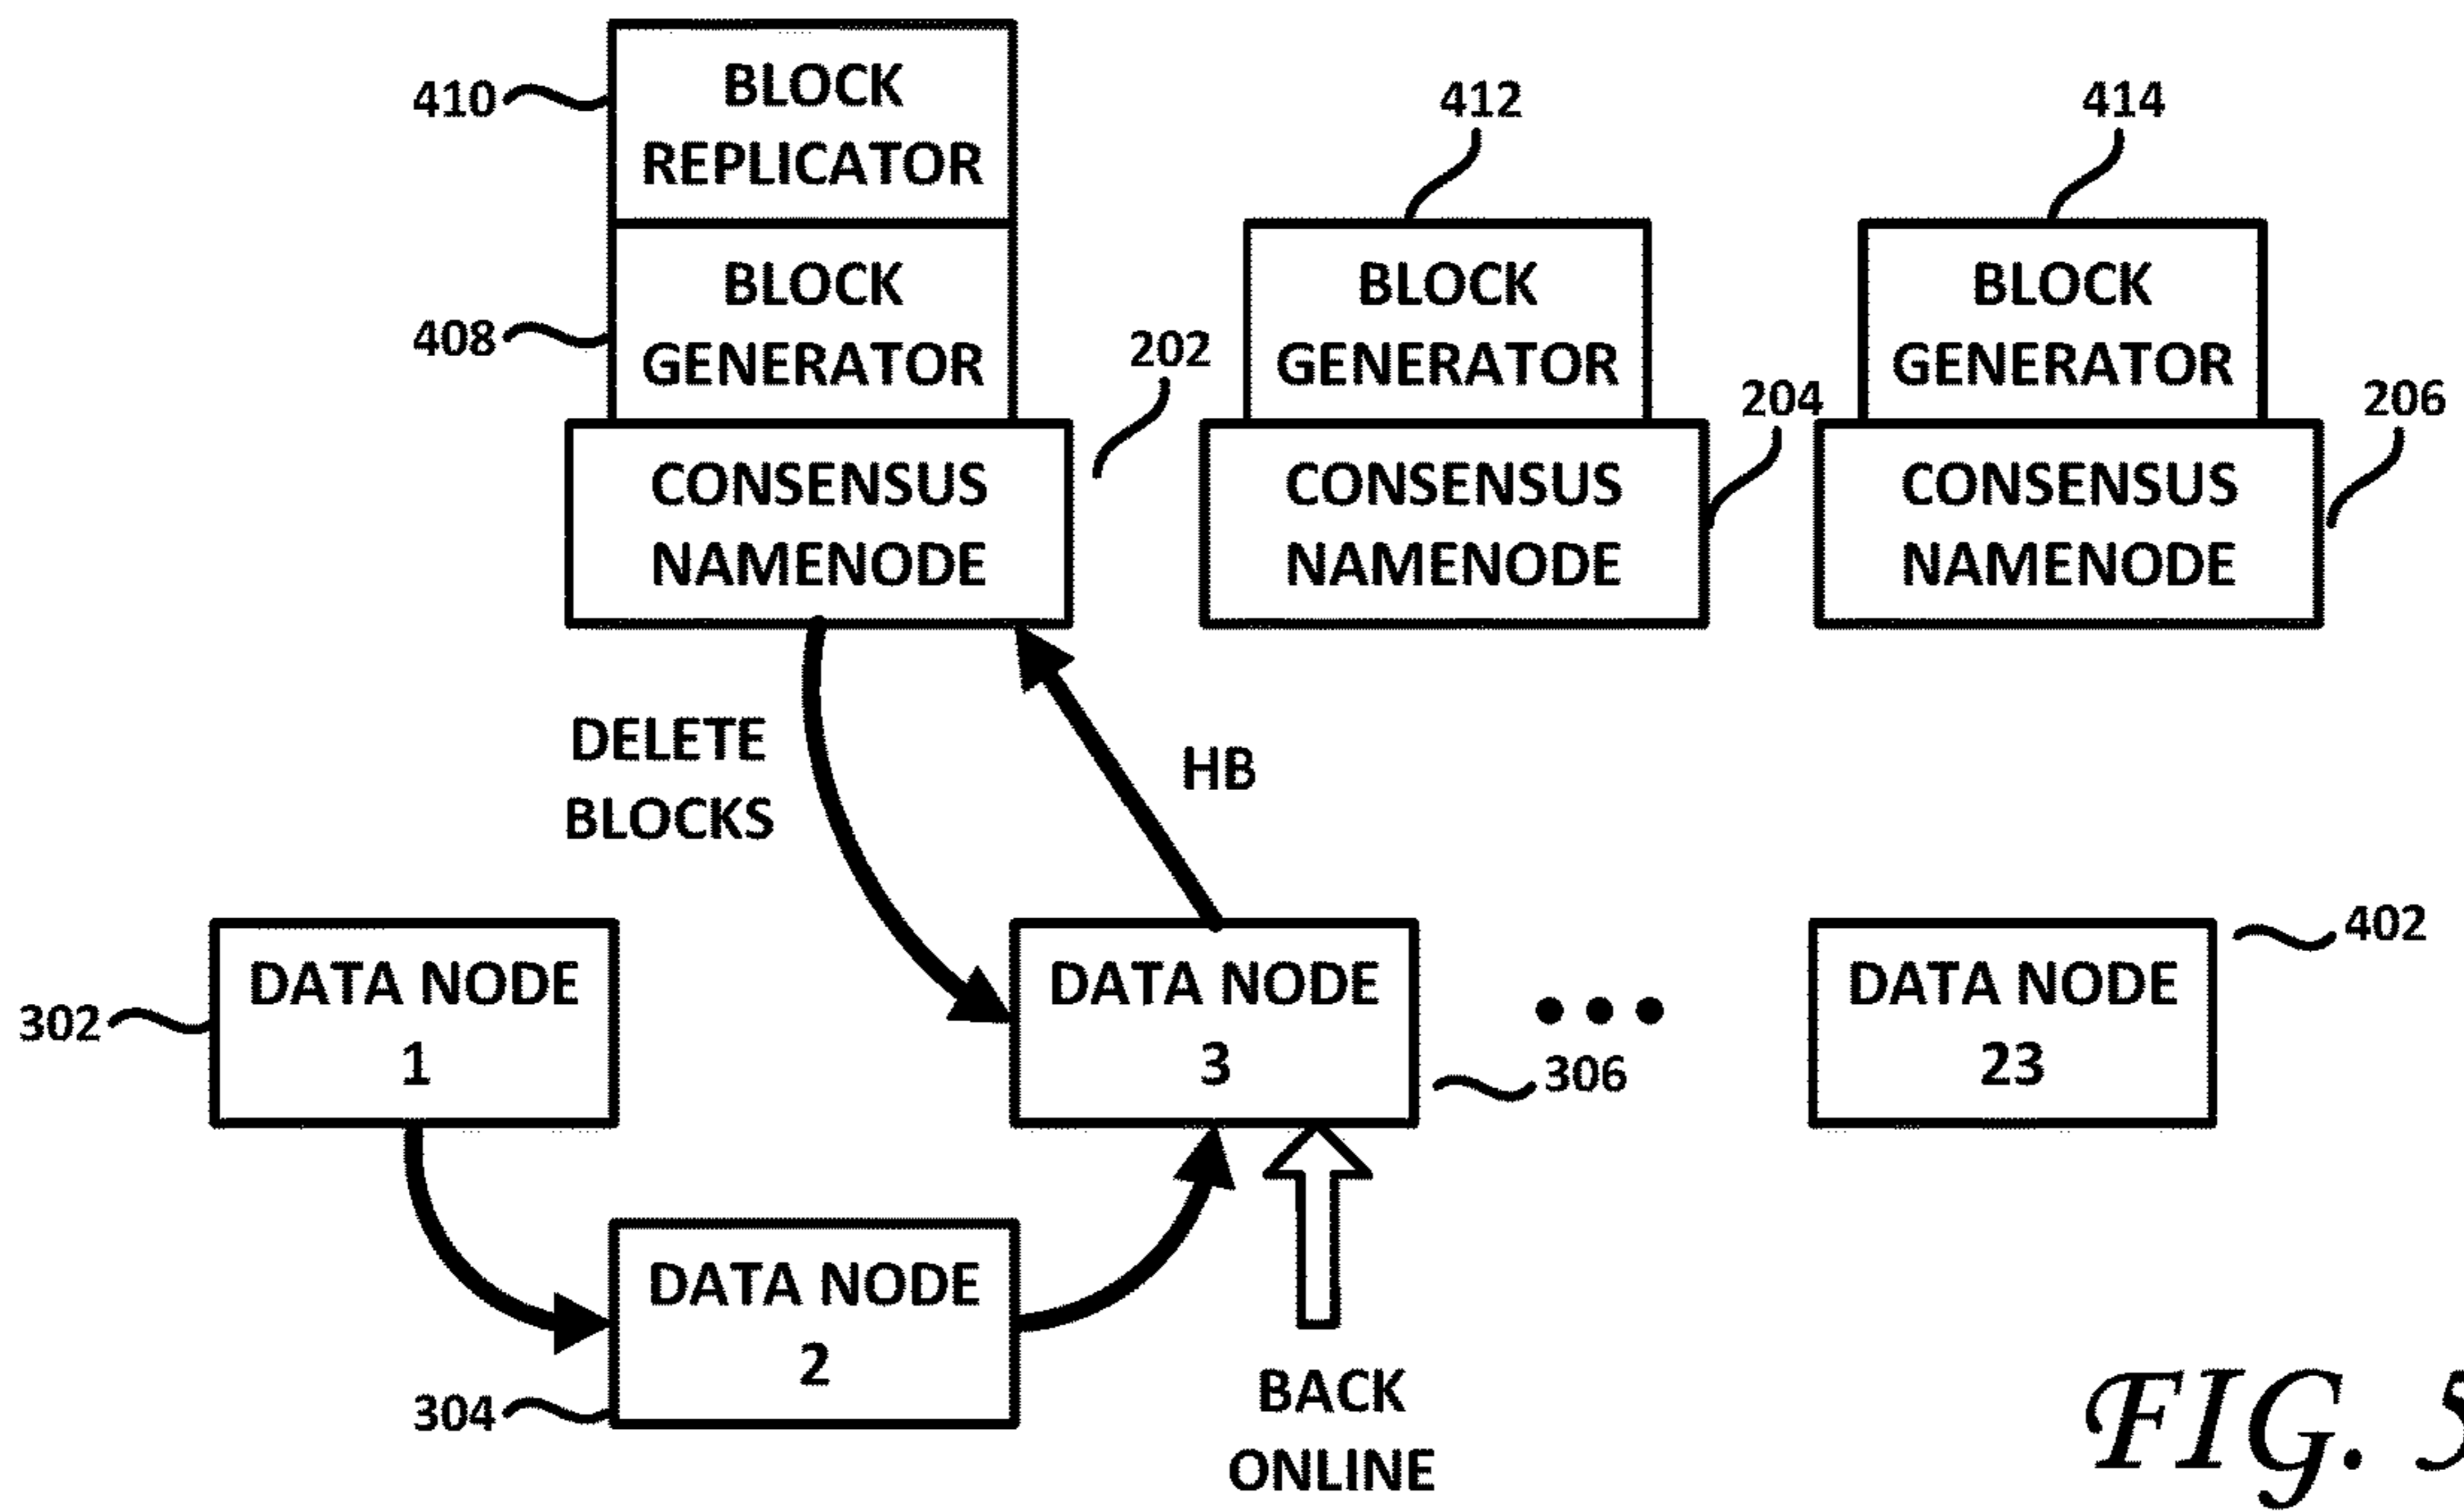 410
BLOCK
REPLICATOR
408
BLOCK
GENERATOR
202
CONSENSUS
NAMENODE
412
BLOCK
GENERATOR
204
CONSENSUS
NAMENODE
414
BLOCK
GENERATOR
206
CONSENSUS
NAMENODE
DELETE
BLOCKS
HB
302
DATA NODE
1
DATA NODE
3
306
DATA NODE
23
402
DATA NODE
2
304
BACK
ONLINE
FIG. 5